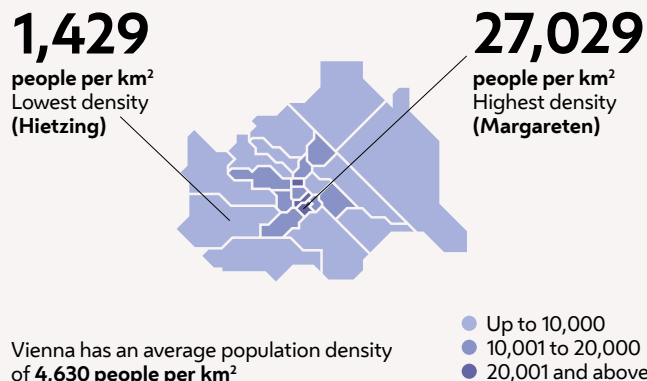 1,429
people per km²
Lowest density
(Hietzing)
27,029
people per km²
Highest density
(Margareten)
Vienna has an average population density
of 4,630 people per km²
Up to 10,000
10,001 to 20,000
20,001 and above